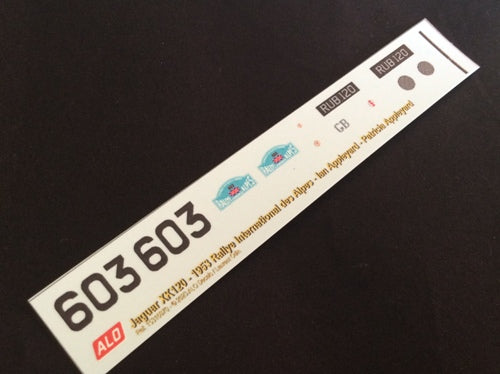 RUB 120
RUB 120
GB
603 603
Jaguar XK120 - 1953 Rallye International des Alpes - Ian Appleyard - Patricia Appleyard
ALO